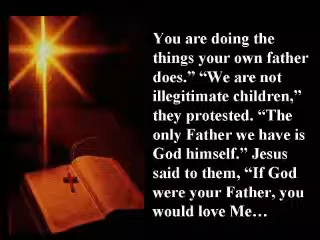 You are doing the
things your own father
does.” “We are not
illegitimate children,”
they protested. “The
only Father we have is
God himself.” Jesus
said to them, “If God
were your Father, you
would love Me…